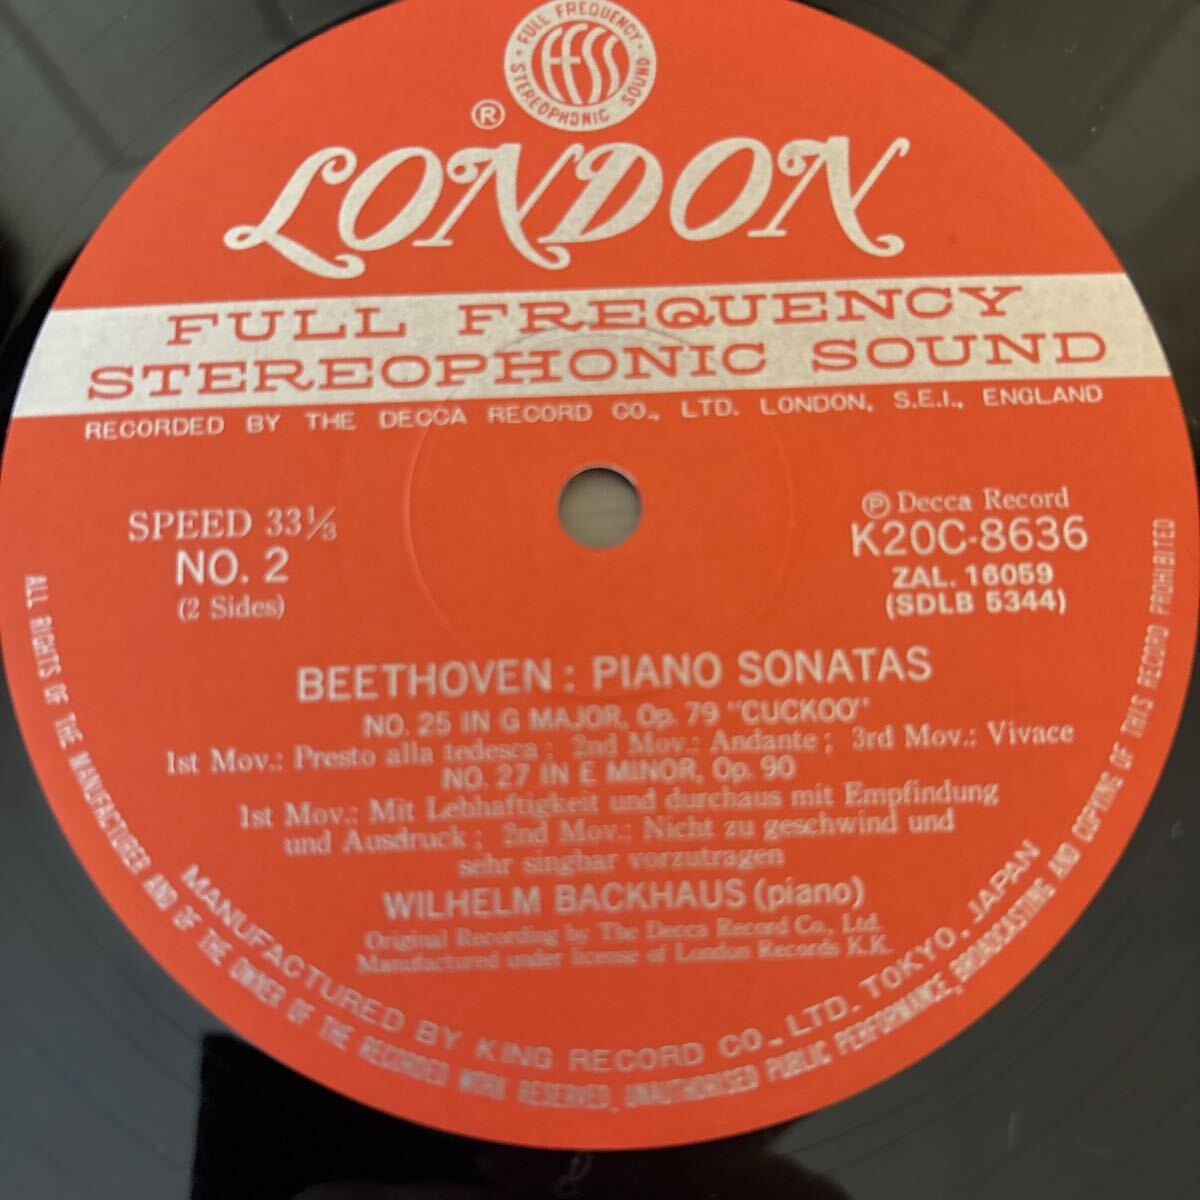 FULL FREQUENCY
STEREOPHONIC SOUND
FFSS
®
LONDON
FULL FREQUENCY
STEREOPHONIC SOUND
RECORDED BY THE DECCA RECORD CO., LTD. LONDON, S.E.I., ENGLAND
SPEED 33⅓
NO. 2
(2 Sides)
Ⓟ Decca Record
K20C-8636
ZAL. 16059
(SDLB 5344)
BEETHOVEN : PIANO SONATAS
NO. 25 IN G MAJOR, Op. 79 "CUCKOO"
1st Mov.: Presto alla tedesca ; 2nd Mov.: Andante ; 3rd Mov.: Vivace
NO. 27 IN E MINOR, Op. 90
1st Mov.: Mit Lebhaftigkeit und durchaus mit Empfindung
und Ausdruck ; 2nd Mov.: Nicht zu geschwind und
sehr singbar vorzutragen
WILHELM BACKHAUS (piano)
Original Recording by The Decca Record Co., Ltd.
Manufactured under license of London Records K.K.
MANUFACTURED BY KING RECORD CO., LTD. TOKYO, JAPAN
ALL RIGHTS OF THE MANUFACTURER AND OF THE OWNER OF THE RECORDED WORK RESERVED, UNAUTHORISED PUBLIC PERFORMANCE, BROADCASTING AND COPYING OF THIS RECORD PROHIBITED